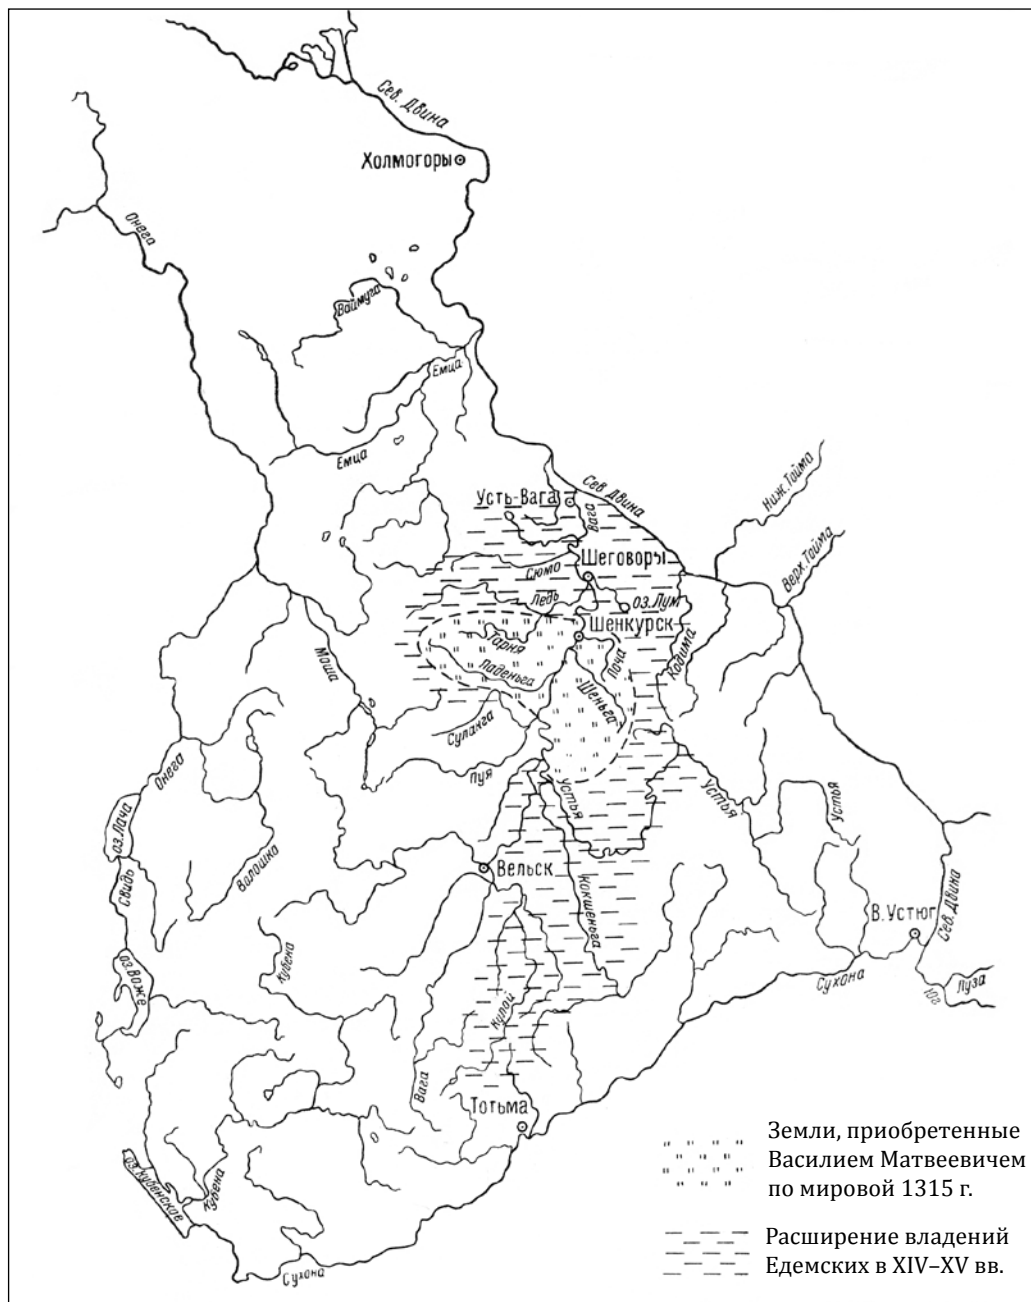 Сев. Двина
Холмогоры
Онега
Ваймуга
Емца
Емца
Ниж. Тойма
Усть-Вага
Сев Двина
Вага
Верх. Тойма
Шеговоры
Сюма
Ледь
оз. Лум
Шенкурск
Тарня
Поча
Кодима
Паденьга
Моша
Шеньга
Суланга
Пуя
Онега
Устья
Устья
Устья
оз. Лача
Волошка
Вельск
Свидь
Кокшеньга
В. Устюг
Сев. Двина
Кубена
оз. Воже
Сухона
Юг
Луза
Кулой
Вага
Тотьма
оз. Кубенское
Кубена
Сухона
Земли, приобретенные
Василием Матвеевичем
по мировой 1315 г.
Расширение владений
Едемских в XIV–XV вв.